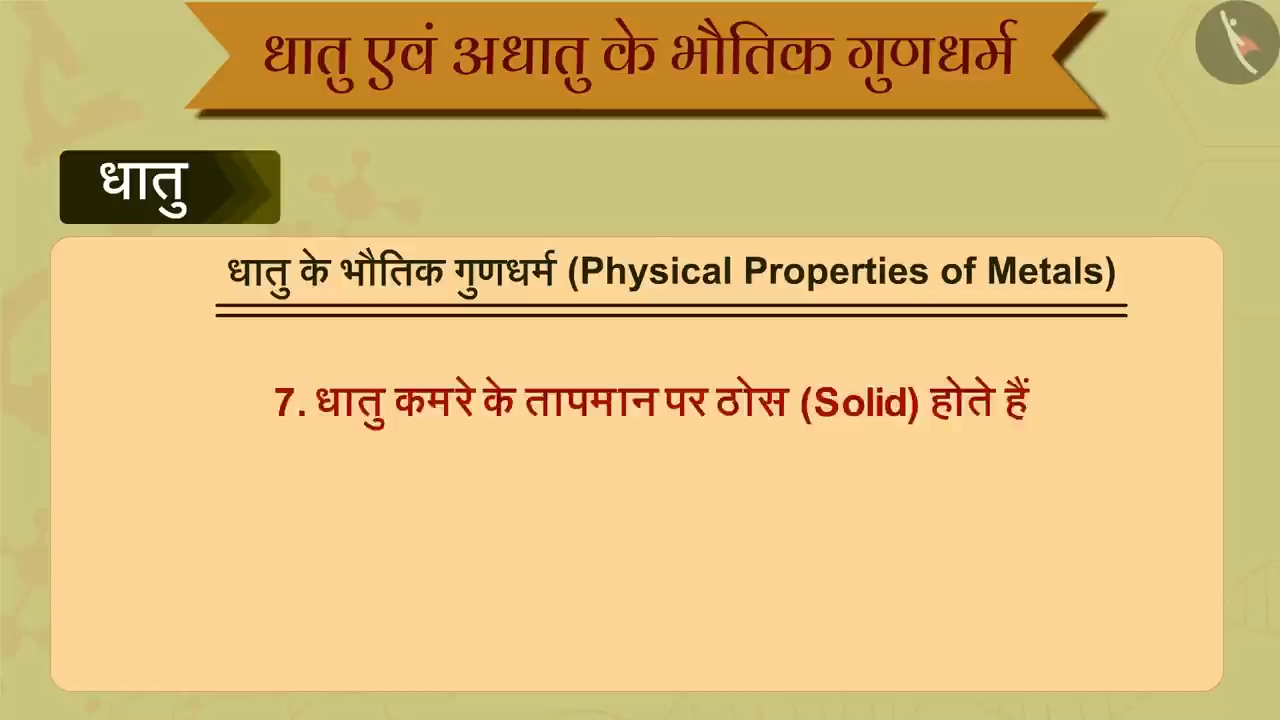 धातु एवं अधातु के भौतिक गुणधर्म
धातु
धातु के भौतिक गुणधर्म (Physical Properties of Metals)
7. धातु कमरे के तापमान पर ठोस (Solid) होते हैं